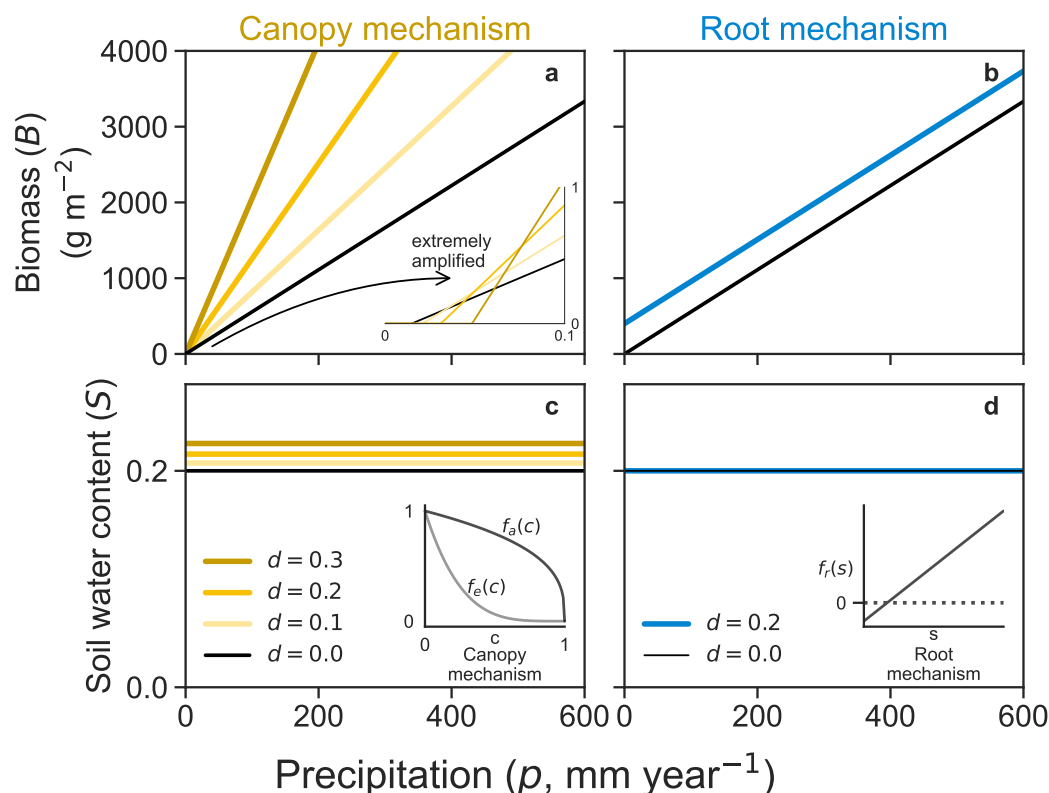 Canopy mechanism
Root mechanism
Biomass (B)
(g m⁻²)
4000
3000
2000
1000
0
a
extremely
amplified
1
0
0
0.1
b
Soil water content (S)
0.2
0.0
c
d = 0.3
d = 0.2
d = 0.1
d = 0.0
1
0
fₐ(c)
fₑ(c)
0
c
1
Canopy
mechanism
0
200
400
600
d
d = 0.2
d = 0.0
fᵣ(s)
0
s
Root
mechanism
0
200
400
600
Precipitation (p, mm year⁻¹)